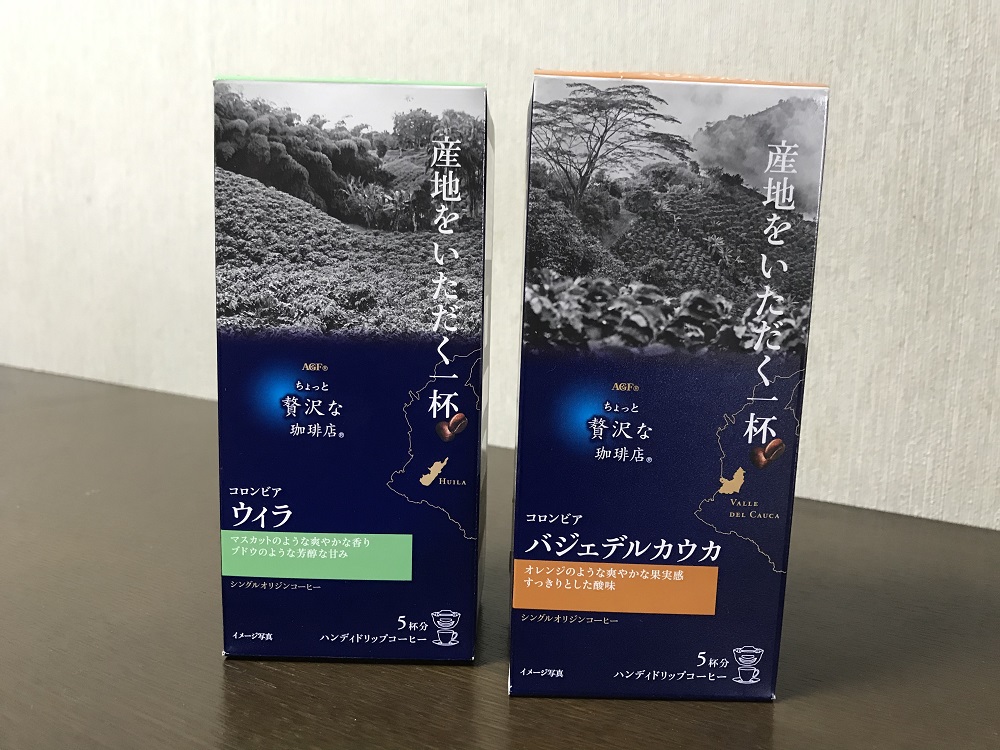 産地をいただく一杯
AGF®
ちょっと
贅沢な
珈琲店®
HUILA
コロンビア
ウイラ
マスカットのような爽やかな香り
ブドウのような芳醇な甘み
シングルオリジンコーヒー
5杯分
イメージ写真
ハンディドリップコーヒー
産地をいただく一杯
AGF®
ちょっと
贅沢な
珈琲店®
VALLE
DEL CAUCA
コロンビア
バジェデルカウカ
オレンジのような爽やかな果実感
すっきりとした酸味
シングルオリジンコーヒー
5杯分
イメージ写真
ハンディドリップコーヒー